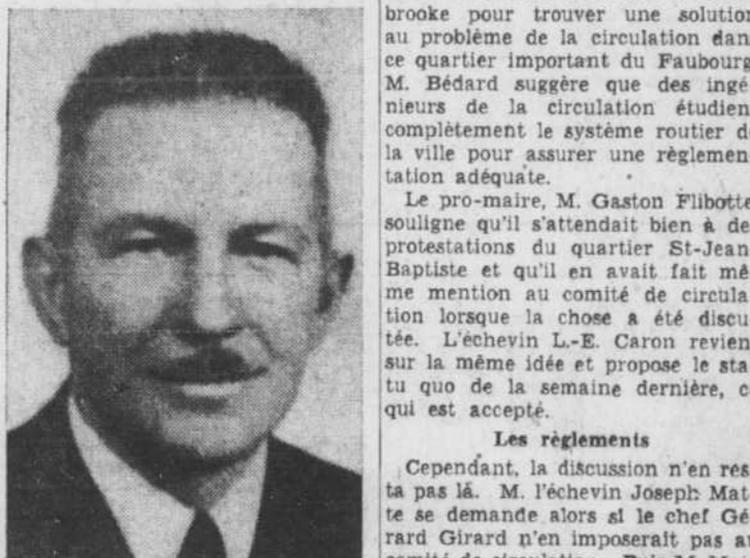 brooke pour trouver une solution
au problème de la circulation dan
ce quartier important du Faubourg
M. Bédard suggère que des ingé-
nieurs de la circulation étudien
complètement le système routier d
la ville pour assurer une règlemen
tation adéquate.
Le pro-maire, M. Gaston Flibotte
souligne qu'il s'attendait bien à de
protestations du quartier St-Jean
Baptiste et qu'il en avait fait mê-
me mention au comité de circula
tion lorsque la chose a été discu
tée. L'échevin L.-E. Caron revien
sur la même idée et propose le sta
tu quo de la semaine dernière, c
qui est accepté.
Les règlements
Cependant, la discussion n'en res
ta pas là. M. l'échevin Joseph Mat
te se demande alors si le chef Gé
rard Girard n'en imposerait pas au
comité de circulation